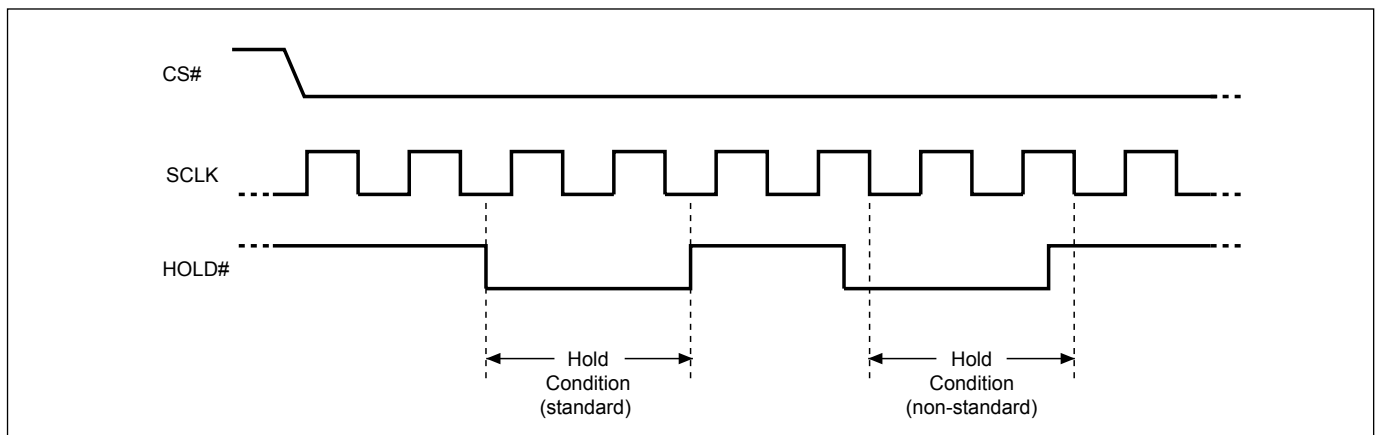 CS#
SCLK
HOLD#
Hold
Condition
(standard)
Hold
Condition
(non-standard)